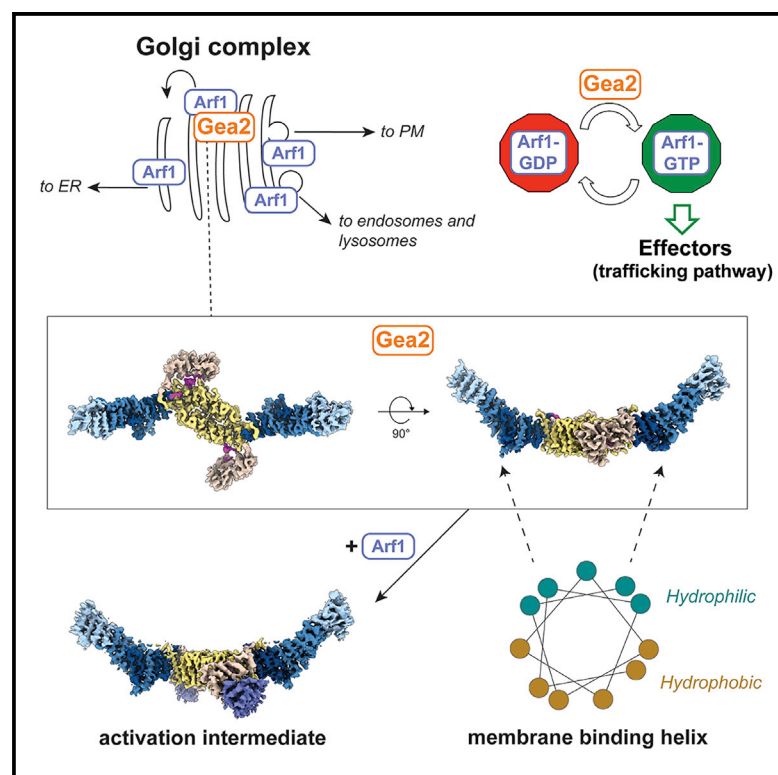 Golgi complex
Arf1
Gea2
Arf1
Arf1
Arf1
to PM
to ER
to endosomes and
lysosomes
Gea2
Arf1-
GDP
Arf1-
GTP
Effectors
(trafficking pathway)
Gea2
90°
+ Arf1
Hydrophilic
Hydrophobic
activation intermediate
membrane binding helix